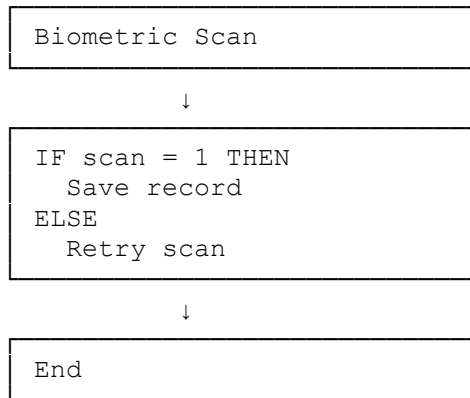 Biometric Scan
↓
IF scan = 1 THEN
  Save record
ELSE
  Retry scan
↓
End